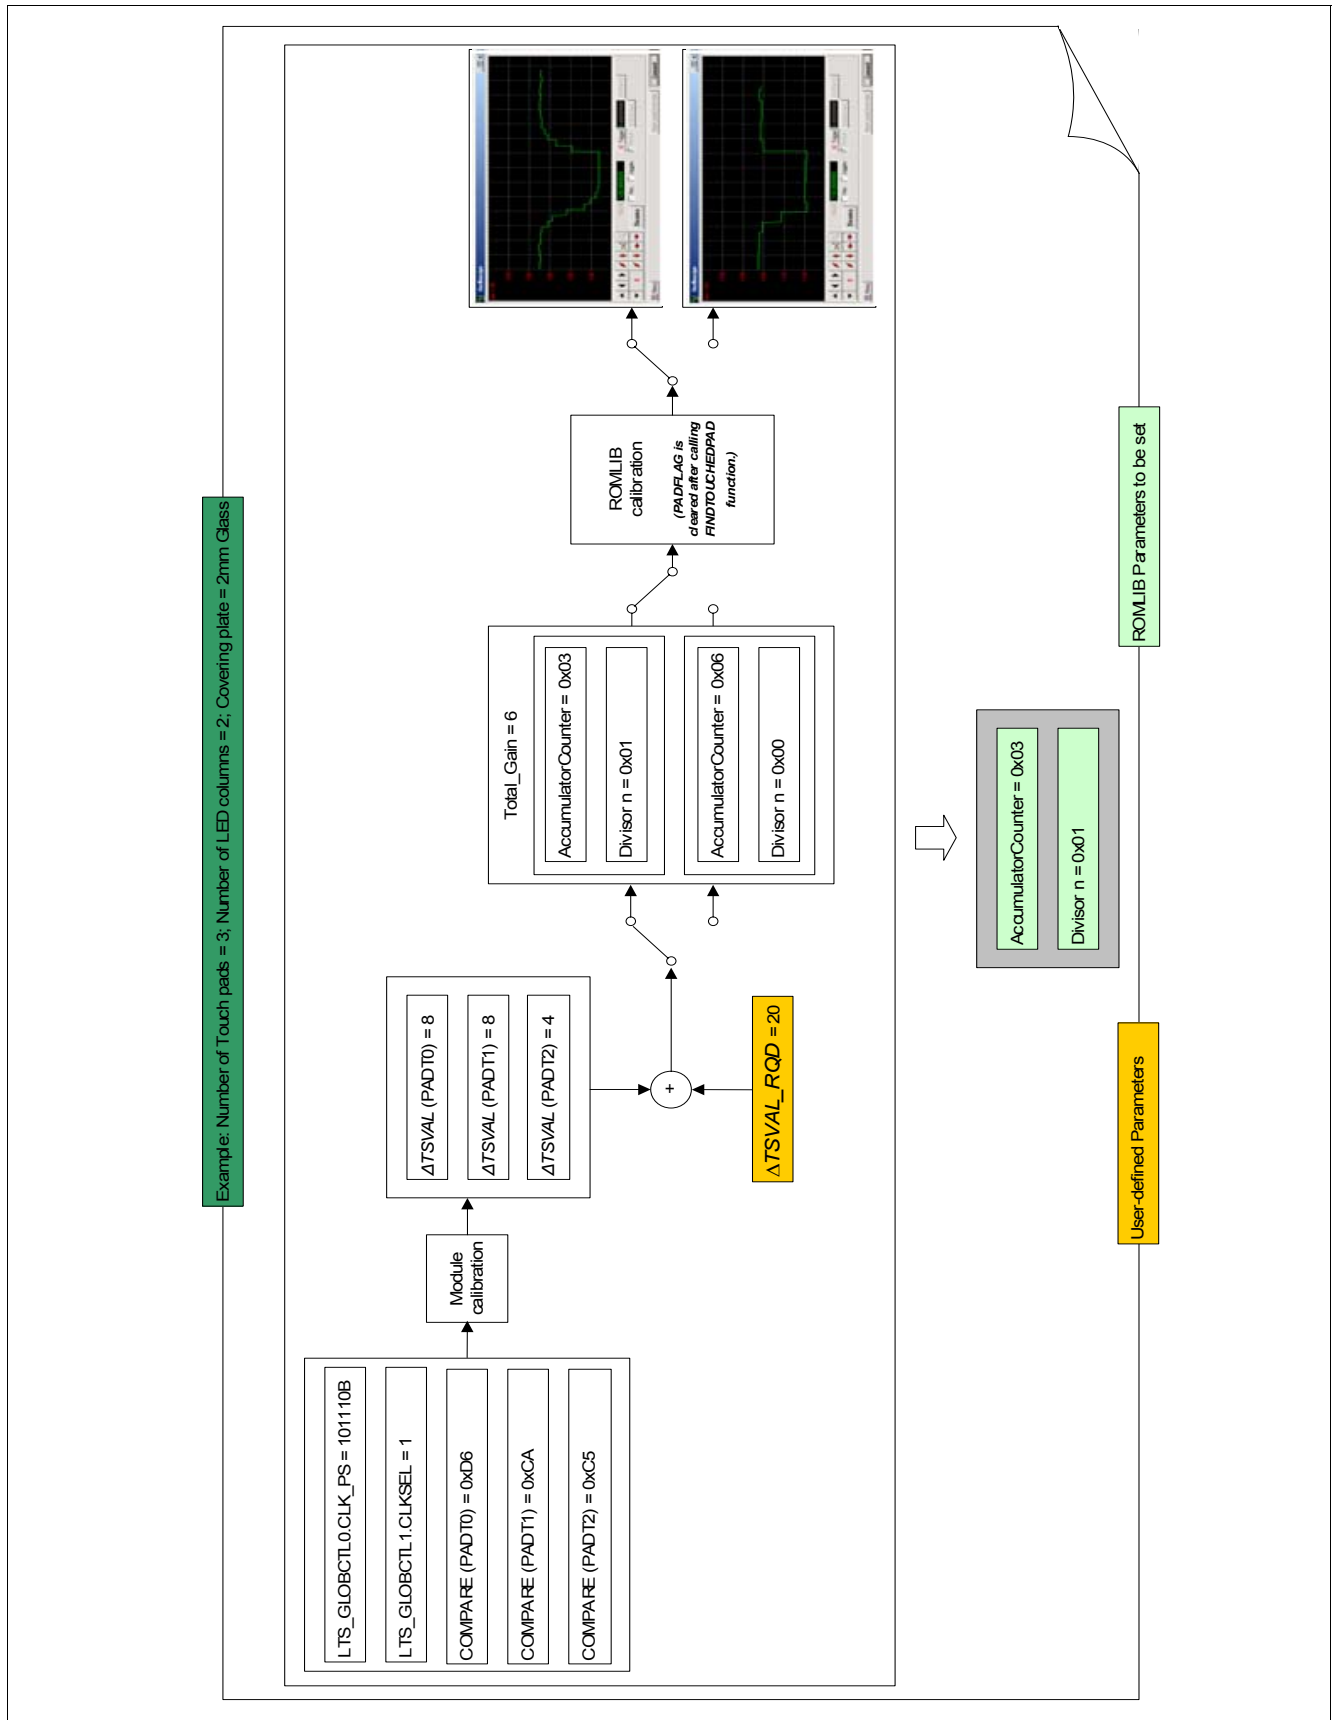 Example: Number of Touch pads = 3; Number of LED columns = 2; Covering plate = 2mm Glass
LTS_GLOBCTL0.CLK_PS = 101110B
LTS_GLOBCTL1.CLKSEL = 1
COMPARE (PADT0) = 0xD6
COMPARE (PADT1) = 0xCA
COMPARE (PADT2) = 0xC5
Module
calibration
ΔTSVAL (PADT0) = 8
ΔTSVAL (PADT1) = 8
ΔTSVAL (PADT2) = 4
+
ΔTSVAL_RQD = 20
Total_Gain = 6
AccumulatorCounter = 0x03
Divisor n = 0x01
AccumulatorCounter = 0x06
Divisor n = 0x00
ROMLIB
calibration
(PADFLAG is
cleared after calling
FINDTOUCHEDPAD
function.)
AccumulatorCounter = 0x03
Divisor n = 0x01
User-defined Parameters
ROMLIB Parameters to be set